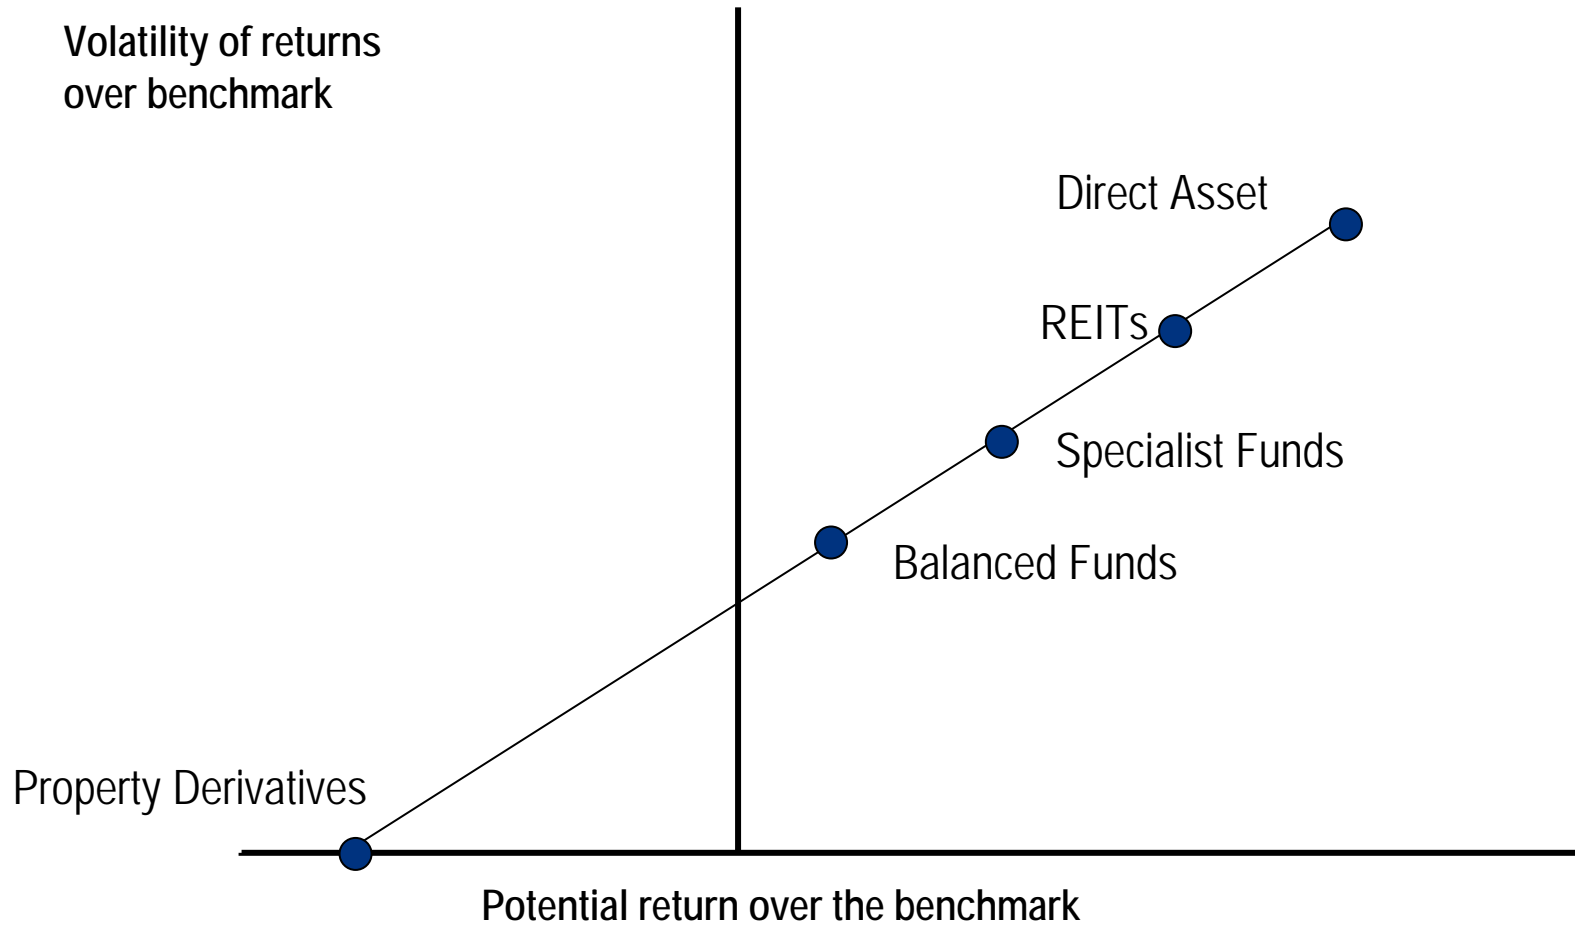 Volatility of returns
over benchmark
Direct Asset
REITs
Specialist Funds
Balanced Funds
Property Derivatives
Potential return over the benchmark